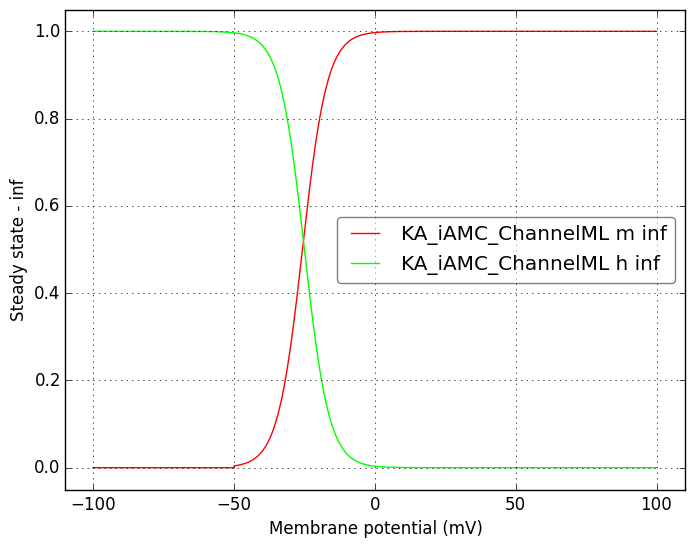 1.0
0.8
0.6
0.4
0.2
0.0
Steady state - inf
KA_iAMC_ChannelML m inf
KA_iAMC_ChannelML h inf
−100 −50 0 50 100
Membrane potential (mV)